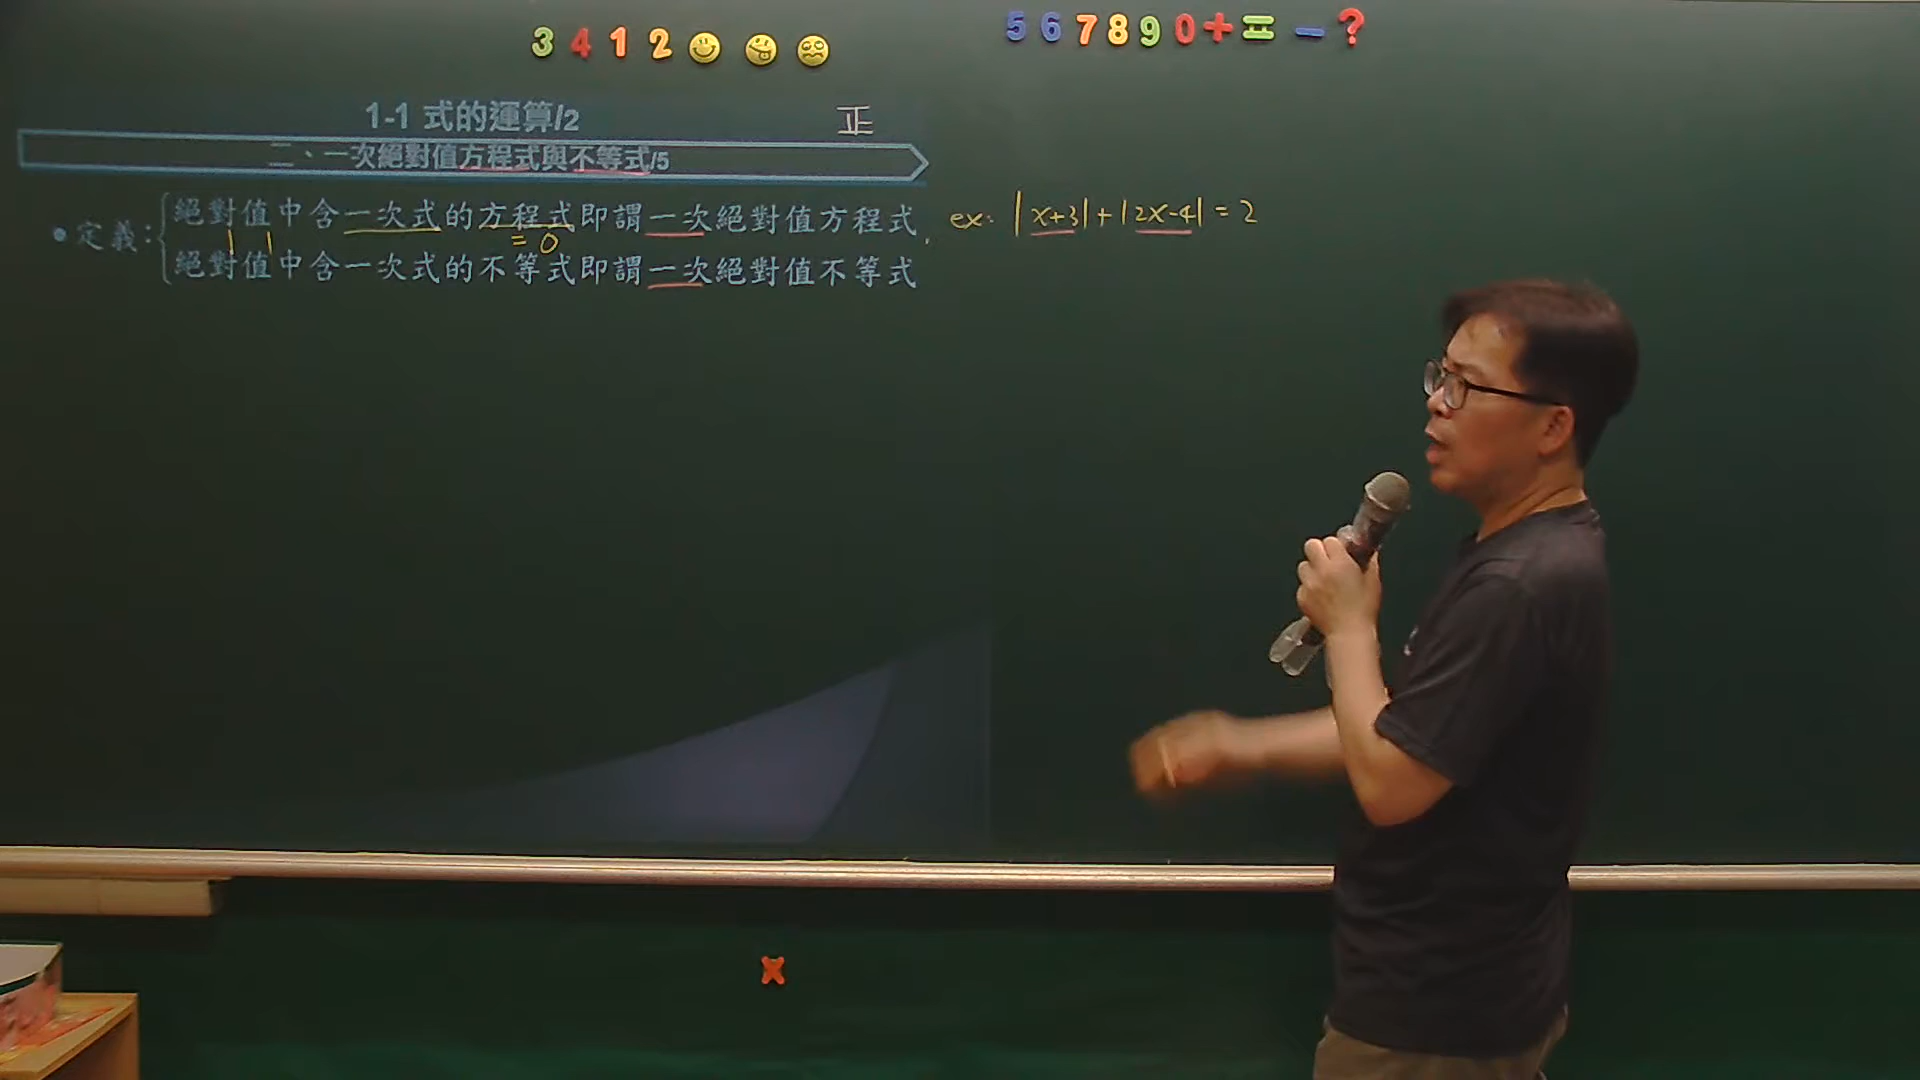 3 4 1 2
5 6 7 8 9 0 + = - ?
1-1 式的運算/2
正
二、一次絕對值方程式與不等式/5
•定義:
絕對值中含一次式的方程式即謂一次絕對值方程式,
| | = 0
絕對值中含一次式的不等式即謂一次絕對值不等式
ex: |x+3|+|2x-4| = 2
x